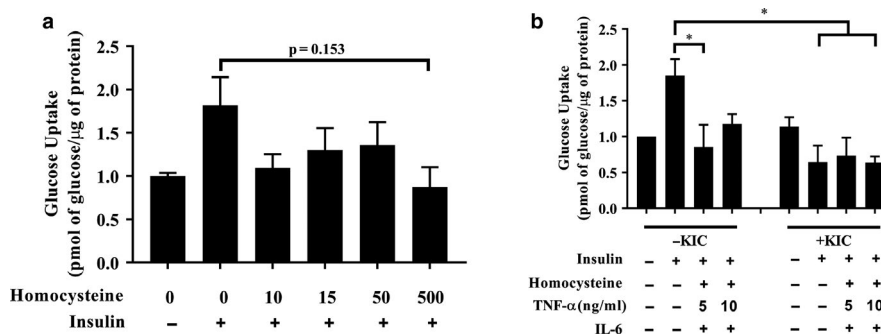 a
p = 0.153
Glucose Uptake
(pmol of glucose/μg of protein)
2.5
2.0
1.5
1.0
0.5
0.0
Homocysteine 0 0 10 15 50 500
Insulin – + + + + +
b
*
*
Glucose Uptake
(pmol of glucose/μg of protein)
2.5
2.0
1.5
1.0
0.5
0.0
–KIC +KIC
Insulin – + + + – + + +
Homocysteine – – + + – – + +
TNF-α(ng/ml) – – 5 10 – – 5 10
IL-6 – – + + – – + +